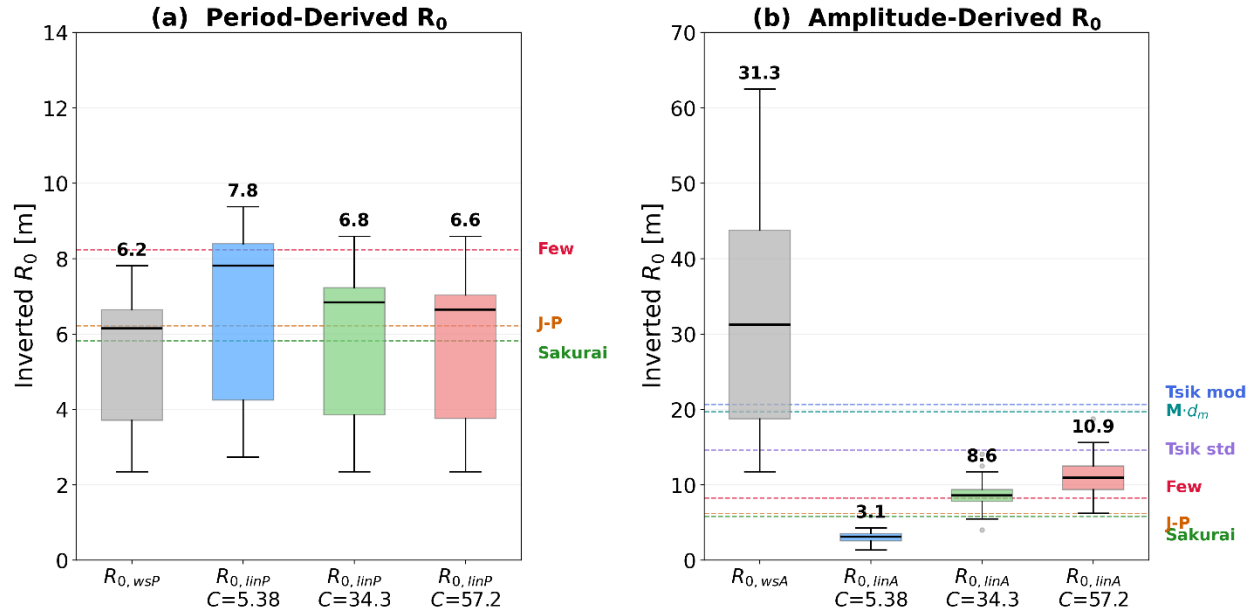 (a) Period-Derived R₀
Inverted R₀ [m]
14
12
10
8
6
4
2
0
6.2
7.8
6.8
6.6
Few
J-P
Sakurai
R₀,wsP
R₀,linP
C=5.38
R₀,linP
C=34.3
R₀,linP
C=57.2
(b) Amplitude-Derived R₀
Inverted R₀ [m]
70
60
50
40
30
20
10
0
31.3
3.1
8.6
10.9
Tsik mod
M·dₘ
Tsik std
Few
J-P
Sakurai
R₀,wsA
R₀,linA
C=5.38
R₀,linA
C=34.3
R₀,linA
C=57.2